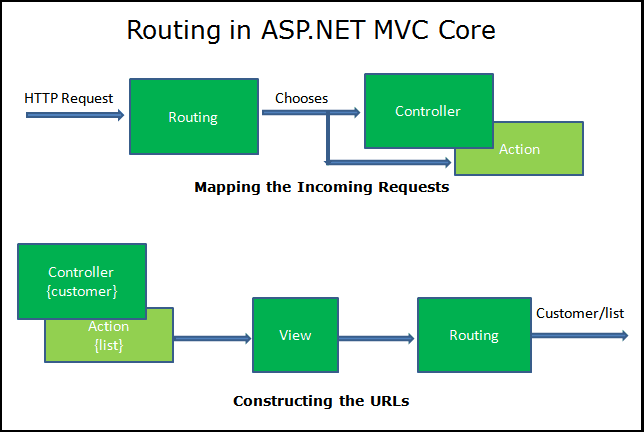 Routing in ASP.NET MVC Core
HTTP Request
Routing
Chooses
Controller
Action
Mapping the Incoming Requests
Controller
{customer}
Action
{list}
View
Routing
Customer/list
Constructing the URLs